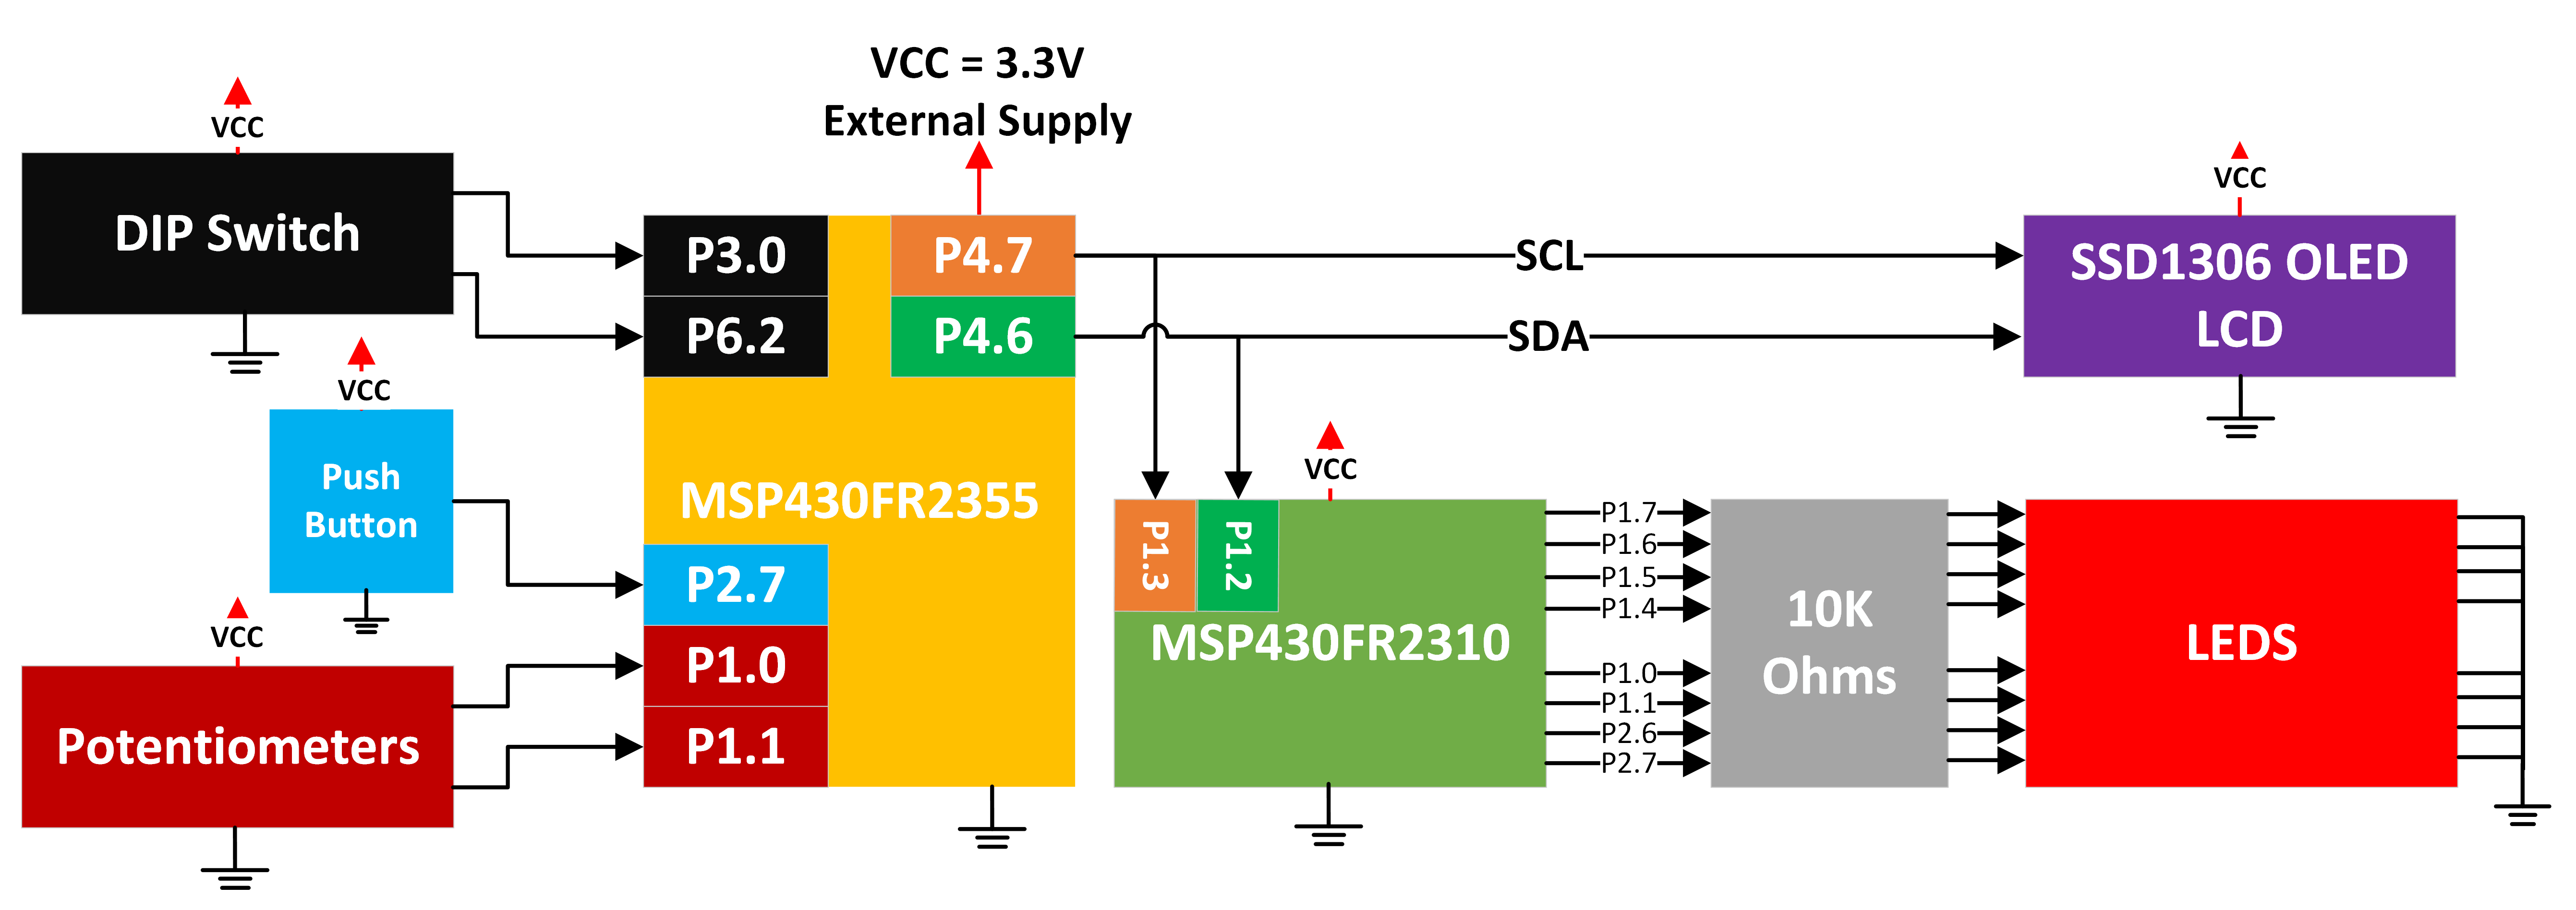 VCC = 3.3V
External Supply
VCC
DIP Switch
P3.0
P6.2
P4.7
P4.6
SCL
SDA
VCC
SSD1306 OLED
LCD
VCC
Push
Button
MSP430FR2355
P2.7
P1.0
P1.1
VCC
Potentiometers
VCC
P1.3
P1.2
MSP430FR2310
P1.7
P1.6
P1.5
P1.4
P1.0
P1.1
P2.6
P2.7
10K
Ohms
LEDS